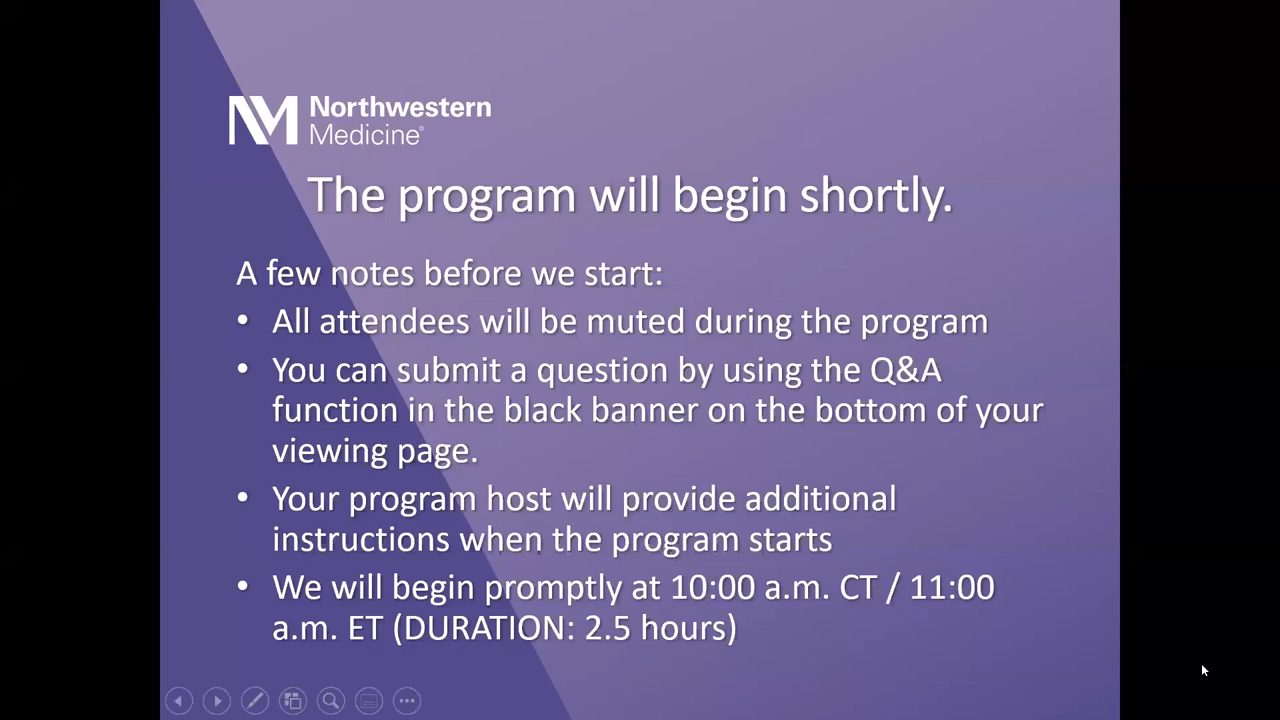 Northwestern
Medicine®
The program will begin shortly.
A few notes before we start:
• All attendees will be muted during the program
• You can submit a question by using the Q&A
function in the black banner on the bottom of your
viewing page.
• Your program host will provide additional
instructions when the program starts
• We will begin promptly at 10:00 a.m. CT / 11:00
a.m. ET (DURATION: 2.5 hours)